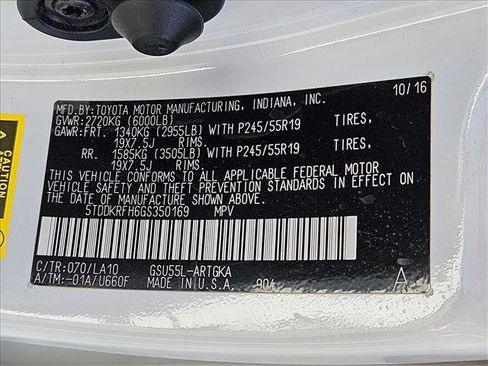 MFD.BY:TOYOTA MOTOR MANUFACTURING, INDIANA, INC. 10/16
GVWR:2720KG (6000LB)
GAWR:FRT. 1340KG (2955LB) WITH P245/55R19 TIRES,
19X7.5J RIMS.
RR. 1585KG (3505LB) WITH P245/55R19 TIRES,
19X7.5J RIMS.
THIS VEHICLE CONFORMS TO ALL APPLICABLE FEDERAL MOTOR
VEHICLE SAFETY AND THEFT PREVENTION STANDARDS IN EFFECT ON
THE DATE OF MANUFACTURE SHOWN ABOVE.
5TDDKRFH6GS350169 MPV
C/TR:070/LA10 GSU55L-ARTGKA
A/TM:-01A/U660F MADE IN U.S.A. 904 A
CAUTION